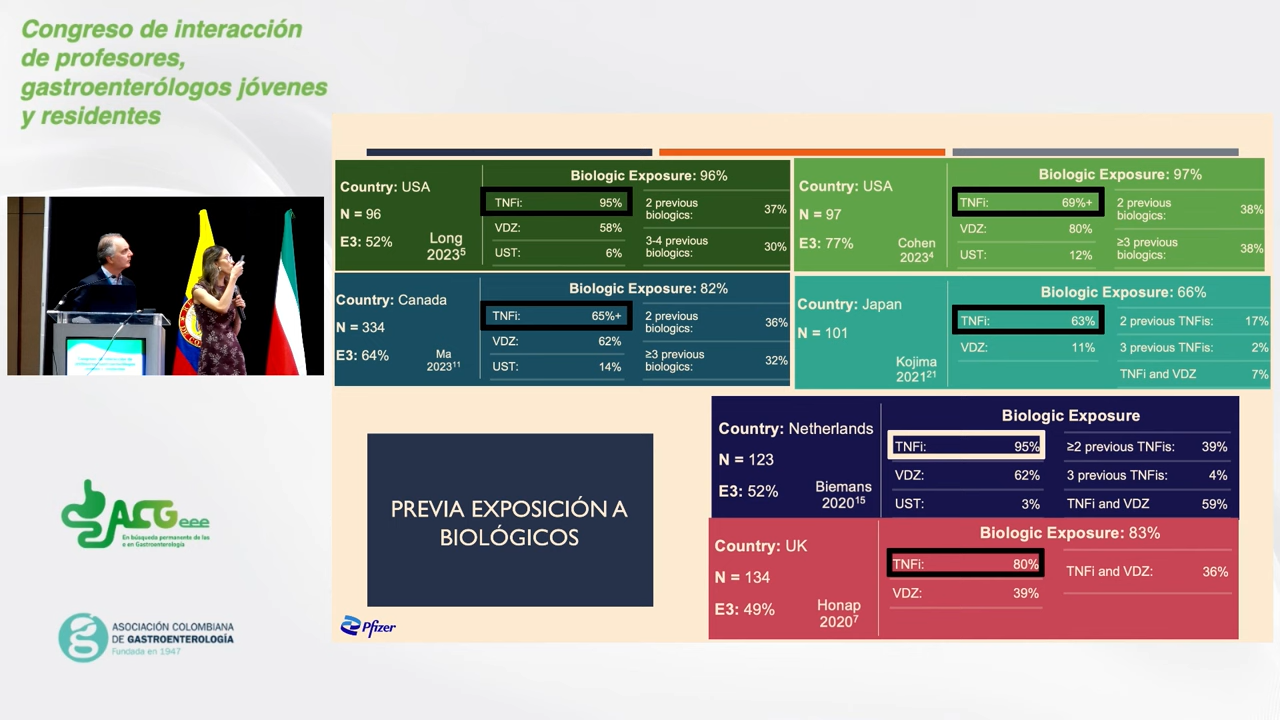 Congreso de interacción
de profesores,
gastroenterólogos jóvenes
y residentes
Country: USA
N = 96
E3: 52%
Long
2023⁵
Biologic Exposure: 96%
TNFi: 95%
VDZ: 58%
UST: 6%
2 previous
biologics: 37%
3-4 previous
biologics: 30%
Country: USA
N = 97
E3: 77%
Cohen
2023⁴
Biologic Exposure: 97%
TNFi: 69%+
VDZ: 80%
UST: 12%
2 previous
biologics: 38%
≥3 previous
biologics: 38%
Country: Canada
N = 334
E3: 64%
Ma
2023¹¹
Biologic Exposure: 82%
TNFi: 65%+
VDZ: 62%
UST: 14%
2 previous
biologics: 36%
≥3 previous
biologics: 32%
Country: Japan
N = 101
Kojima
2021²¹
Biologic Exposure: 66%
TNFi: 63%
VDZ: 11%
2 previous TNFis: 17%
3 previous TNFis: 2%
TNFi and VDZ 7%
PREVIA EXPOSICIÓN A
BIOLÓGICOS
Pfizer
Country: Netherlands
N = 123
E3: 52%
Biemans
2020¹⁵
Biologic Exposure
TNFi: 95%
VDZ: 62%
UST: 3%
≥2 previous TNFis: 39%
3 previous TNFis: 4%
TNFi and VDZ 59%
Country: UK
N = 134
E3: 49%
Honap
2020⁷
Biologic Exposure: 83%
TNFi: 80%
VDZ: 39%
TNFi and VDZ: 36%
ACGeee
En búsqueda permanente de los
e en Gastroenterología
ASOCIACIÓN COLOMBIANA
DE GASTROENTEROLOGÍA
Fundada en 1947